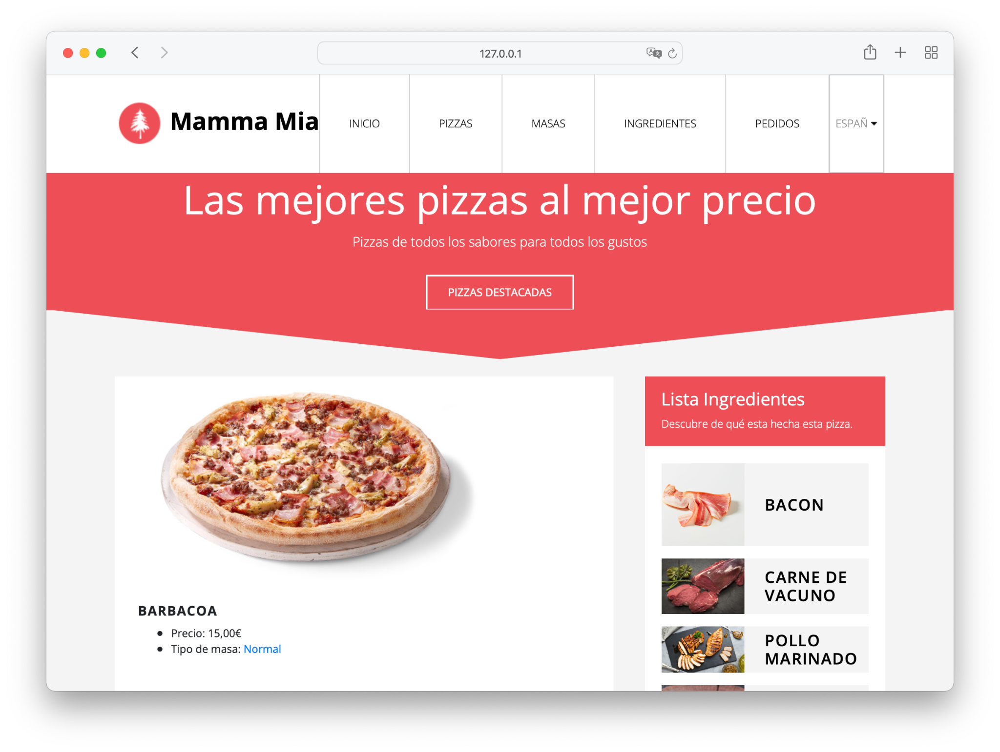 127.0.0.1
Mamma Mia
INICIO
PIZZAS
MASAS
INGREDIENTES
PEDIDOS
ESPAÑ
Las mejores pizzas al mejor precio
Pizzas de todos los sabores para todos los gustos
PIZZAS DESTACADAS
BARBACOA
Precio: 15,00€
Tipo de masa: Normal
Lista Ingredientes
Descubre de qué esta hecha esta pizza.
BACON
CARNE DE
VACUNO
POLLO
MARINADO